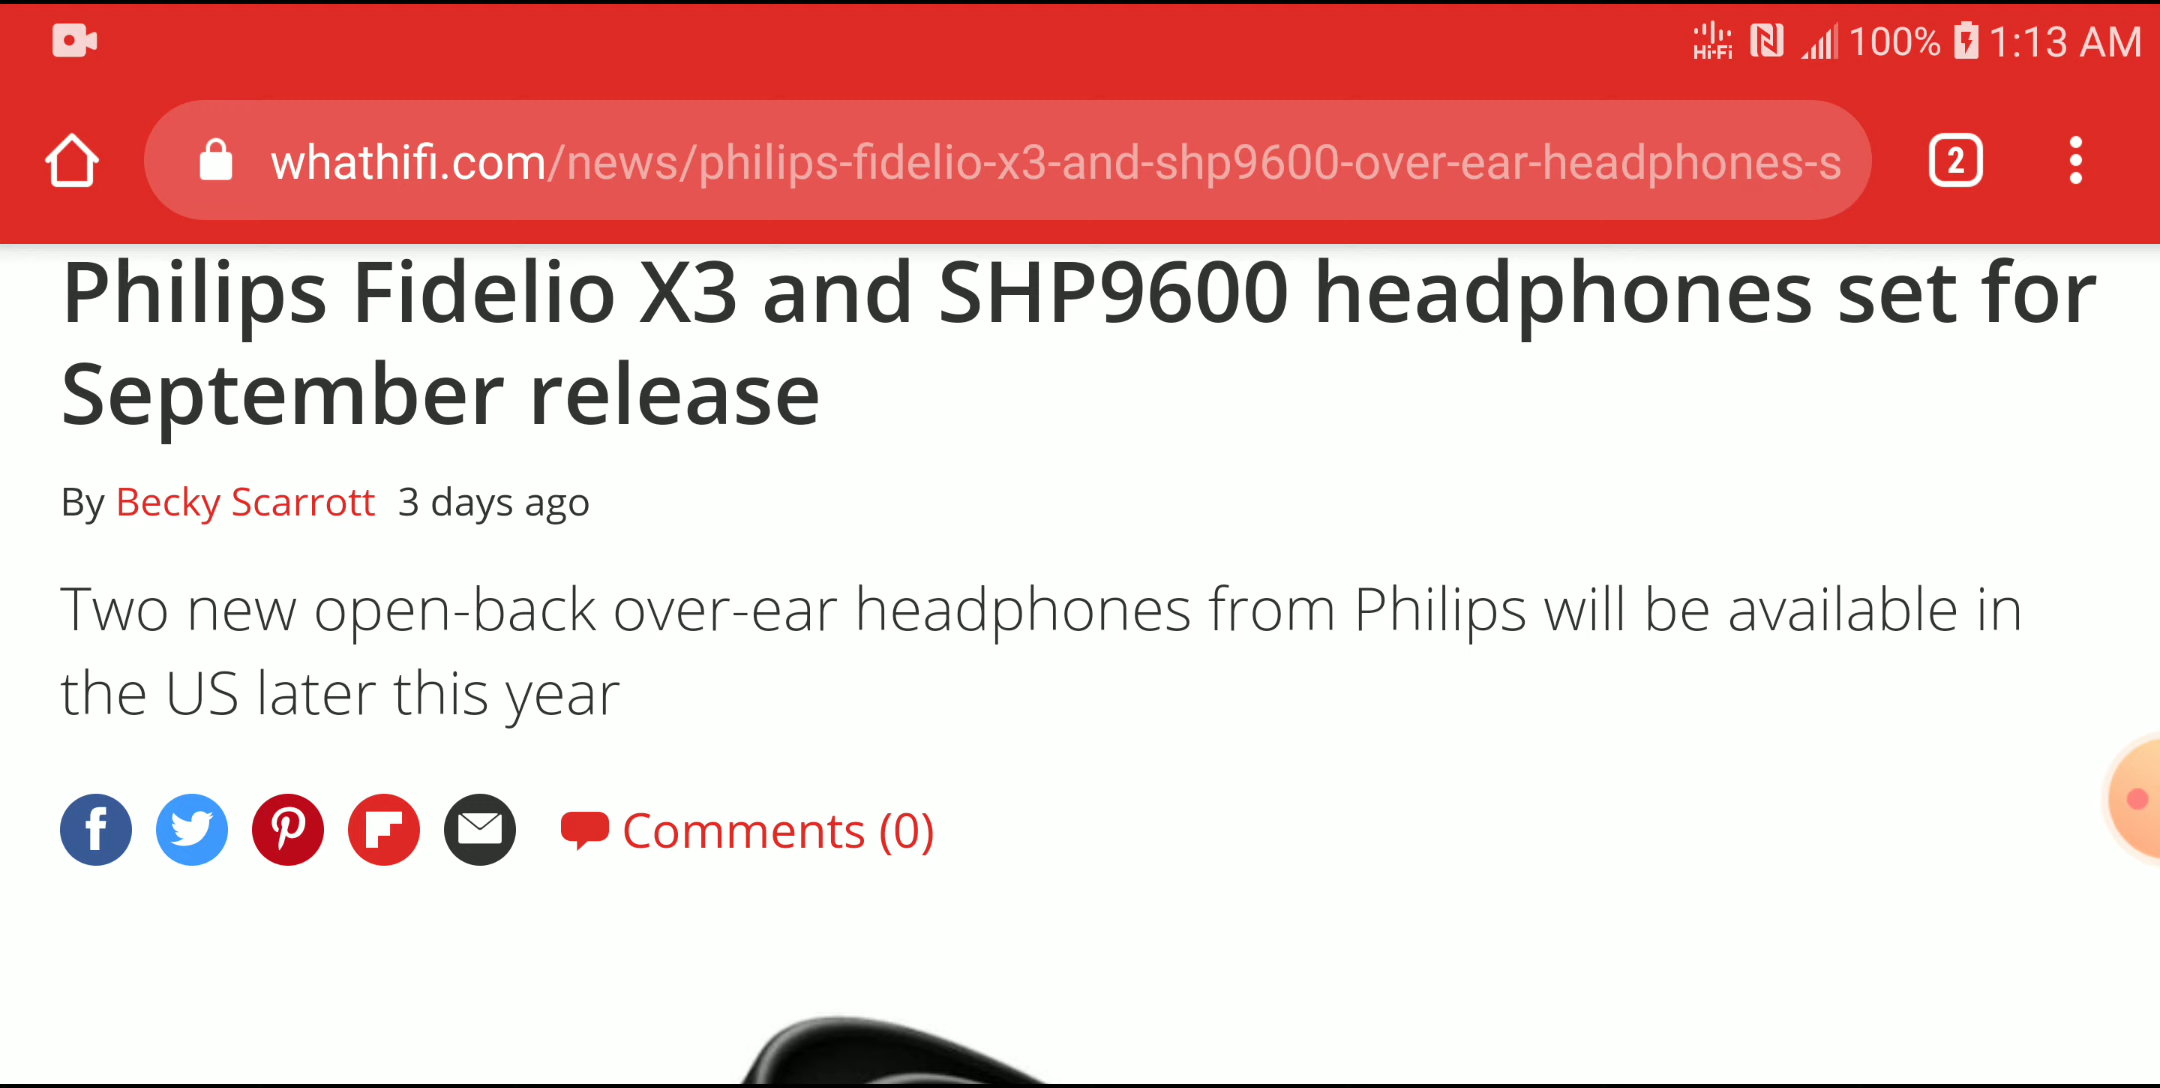 Hi-Fi 100% 1:13 AM
whathifi.com/news/philips-fidelio-x3-and-shp9600-over-ear-headphones-s 2
Philips Fidelio X3 and SHP9600 headphones set for
September release
By Becky Scarrott 3 days ago
Two new open-back over-ear headphones from Philips will be available in
the US later this year
Comments (0)